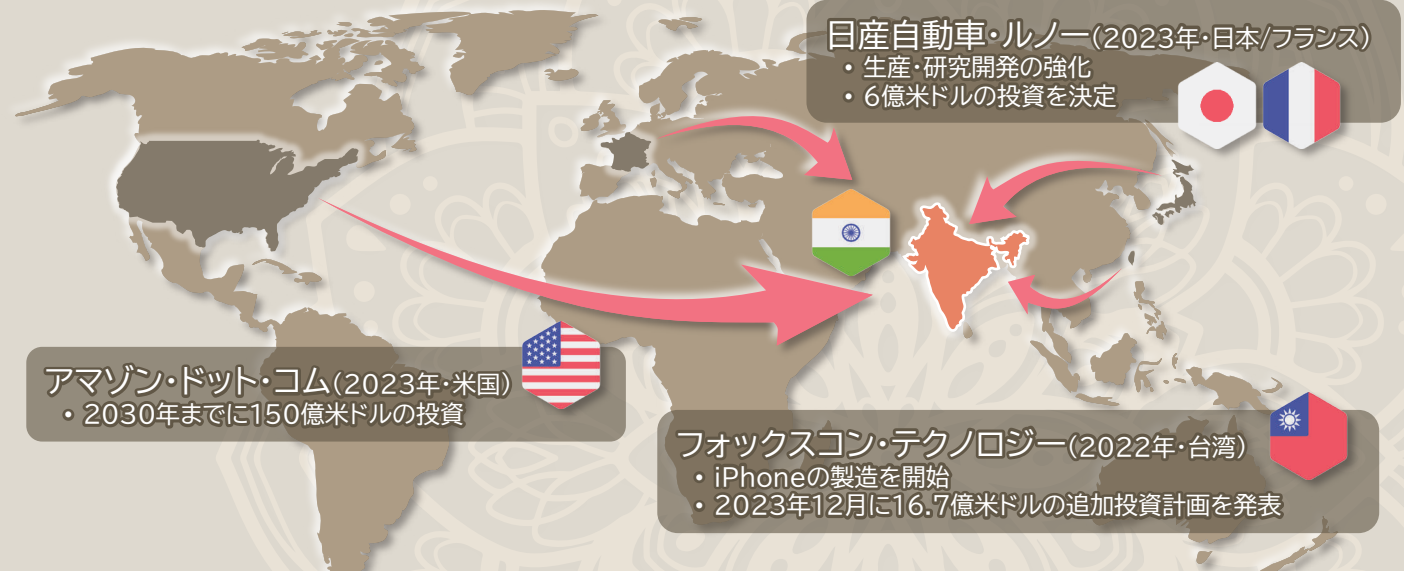 日産自動車・ルノー(2023年・日本/フランス)
・ 生産・研究開発の強化
・ 6億米ドルの投資を決定
アマゾン・ドット・コム(2023年・米国)
・ 2030年までに150億米ドルの投資
フォックスコン・テクノロジー(2022年・台湾)
・ iPhoneの製造を開始
・ 2023年12月に16.7億米ドルの追加投資計画を発表